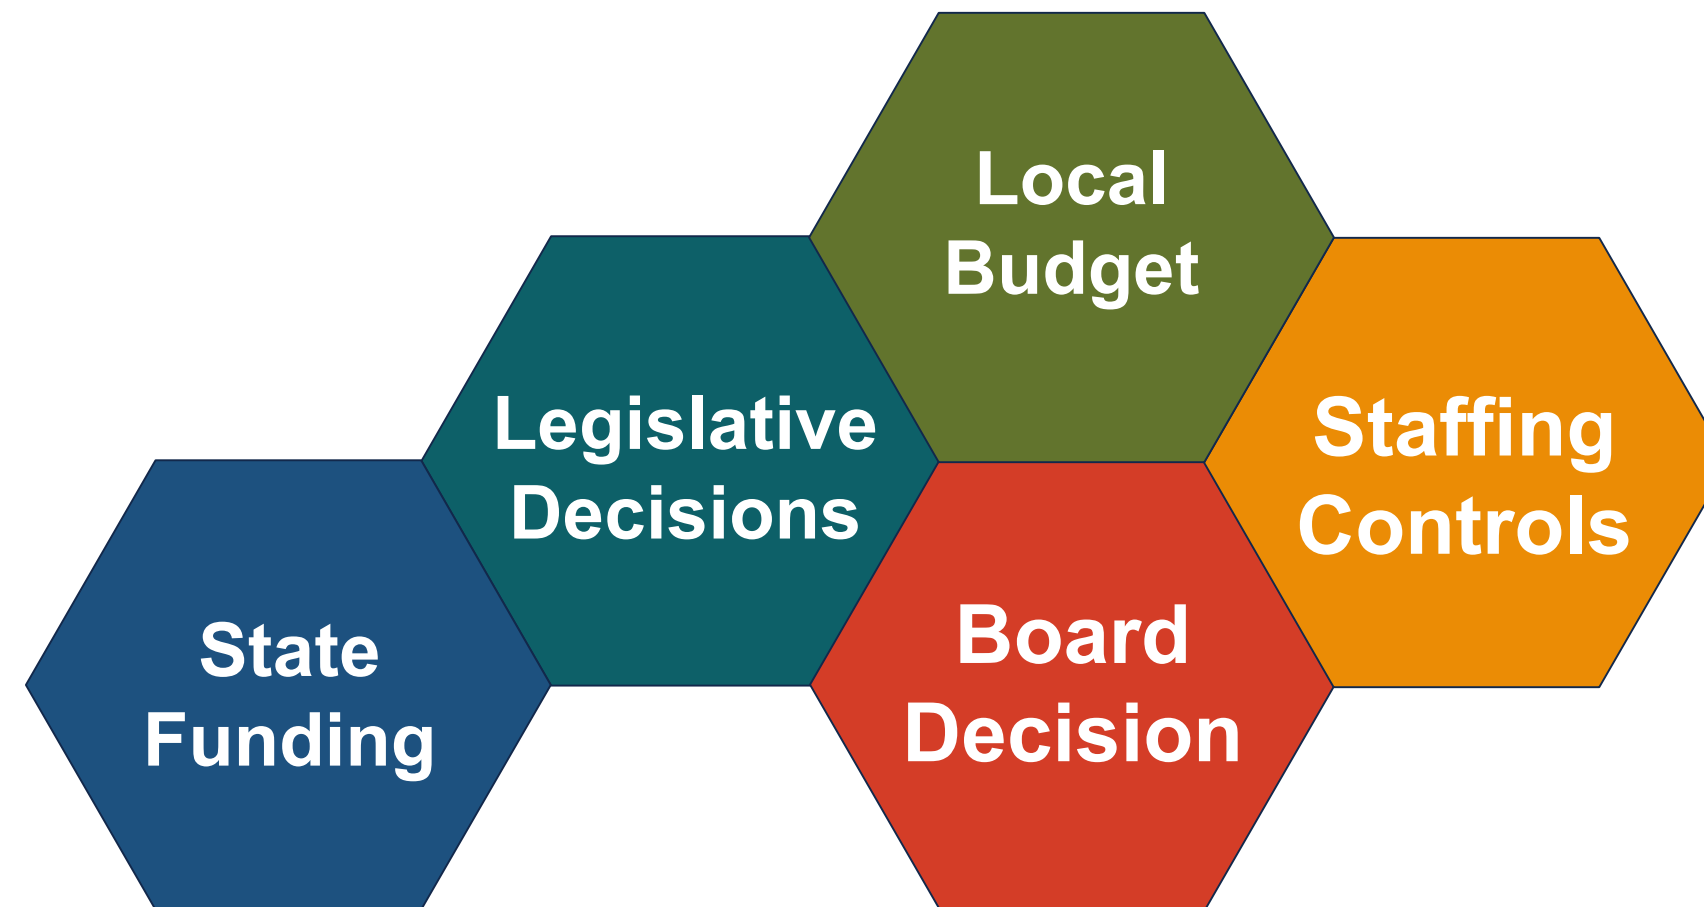 State
Funding
Legislative
Decisions
Local
Budget
Board
Decision
Staffing
Controls